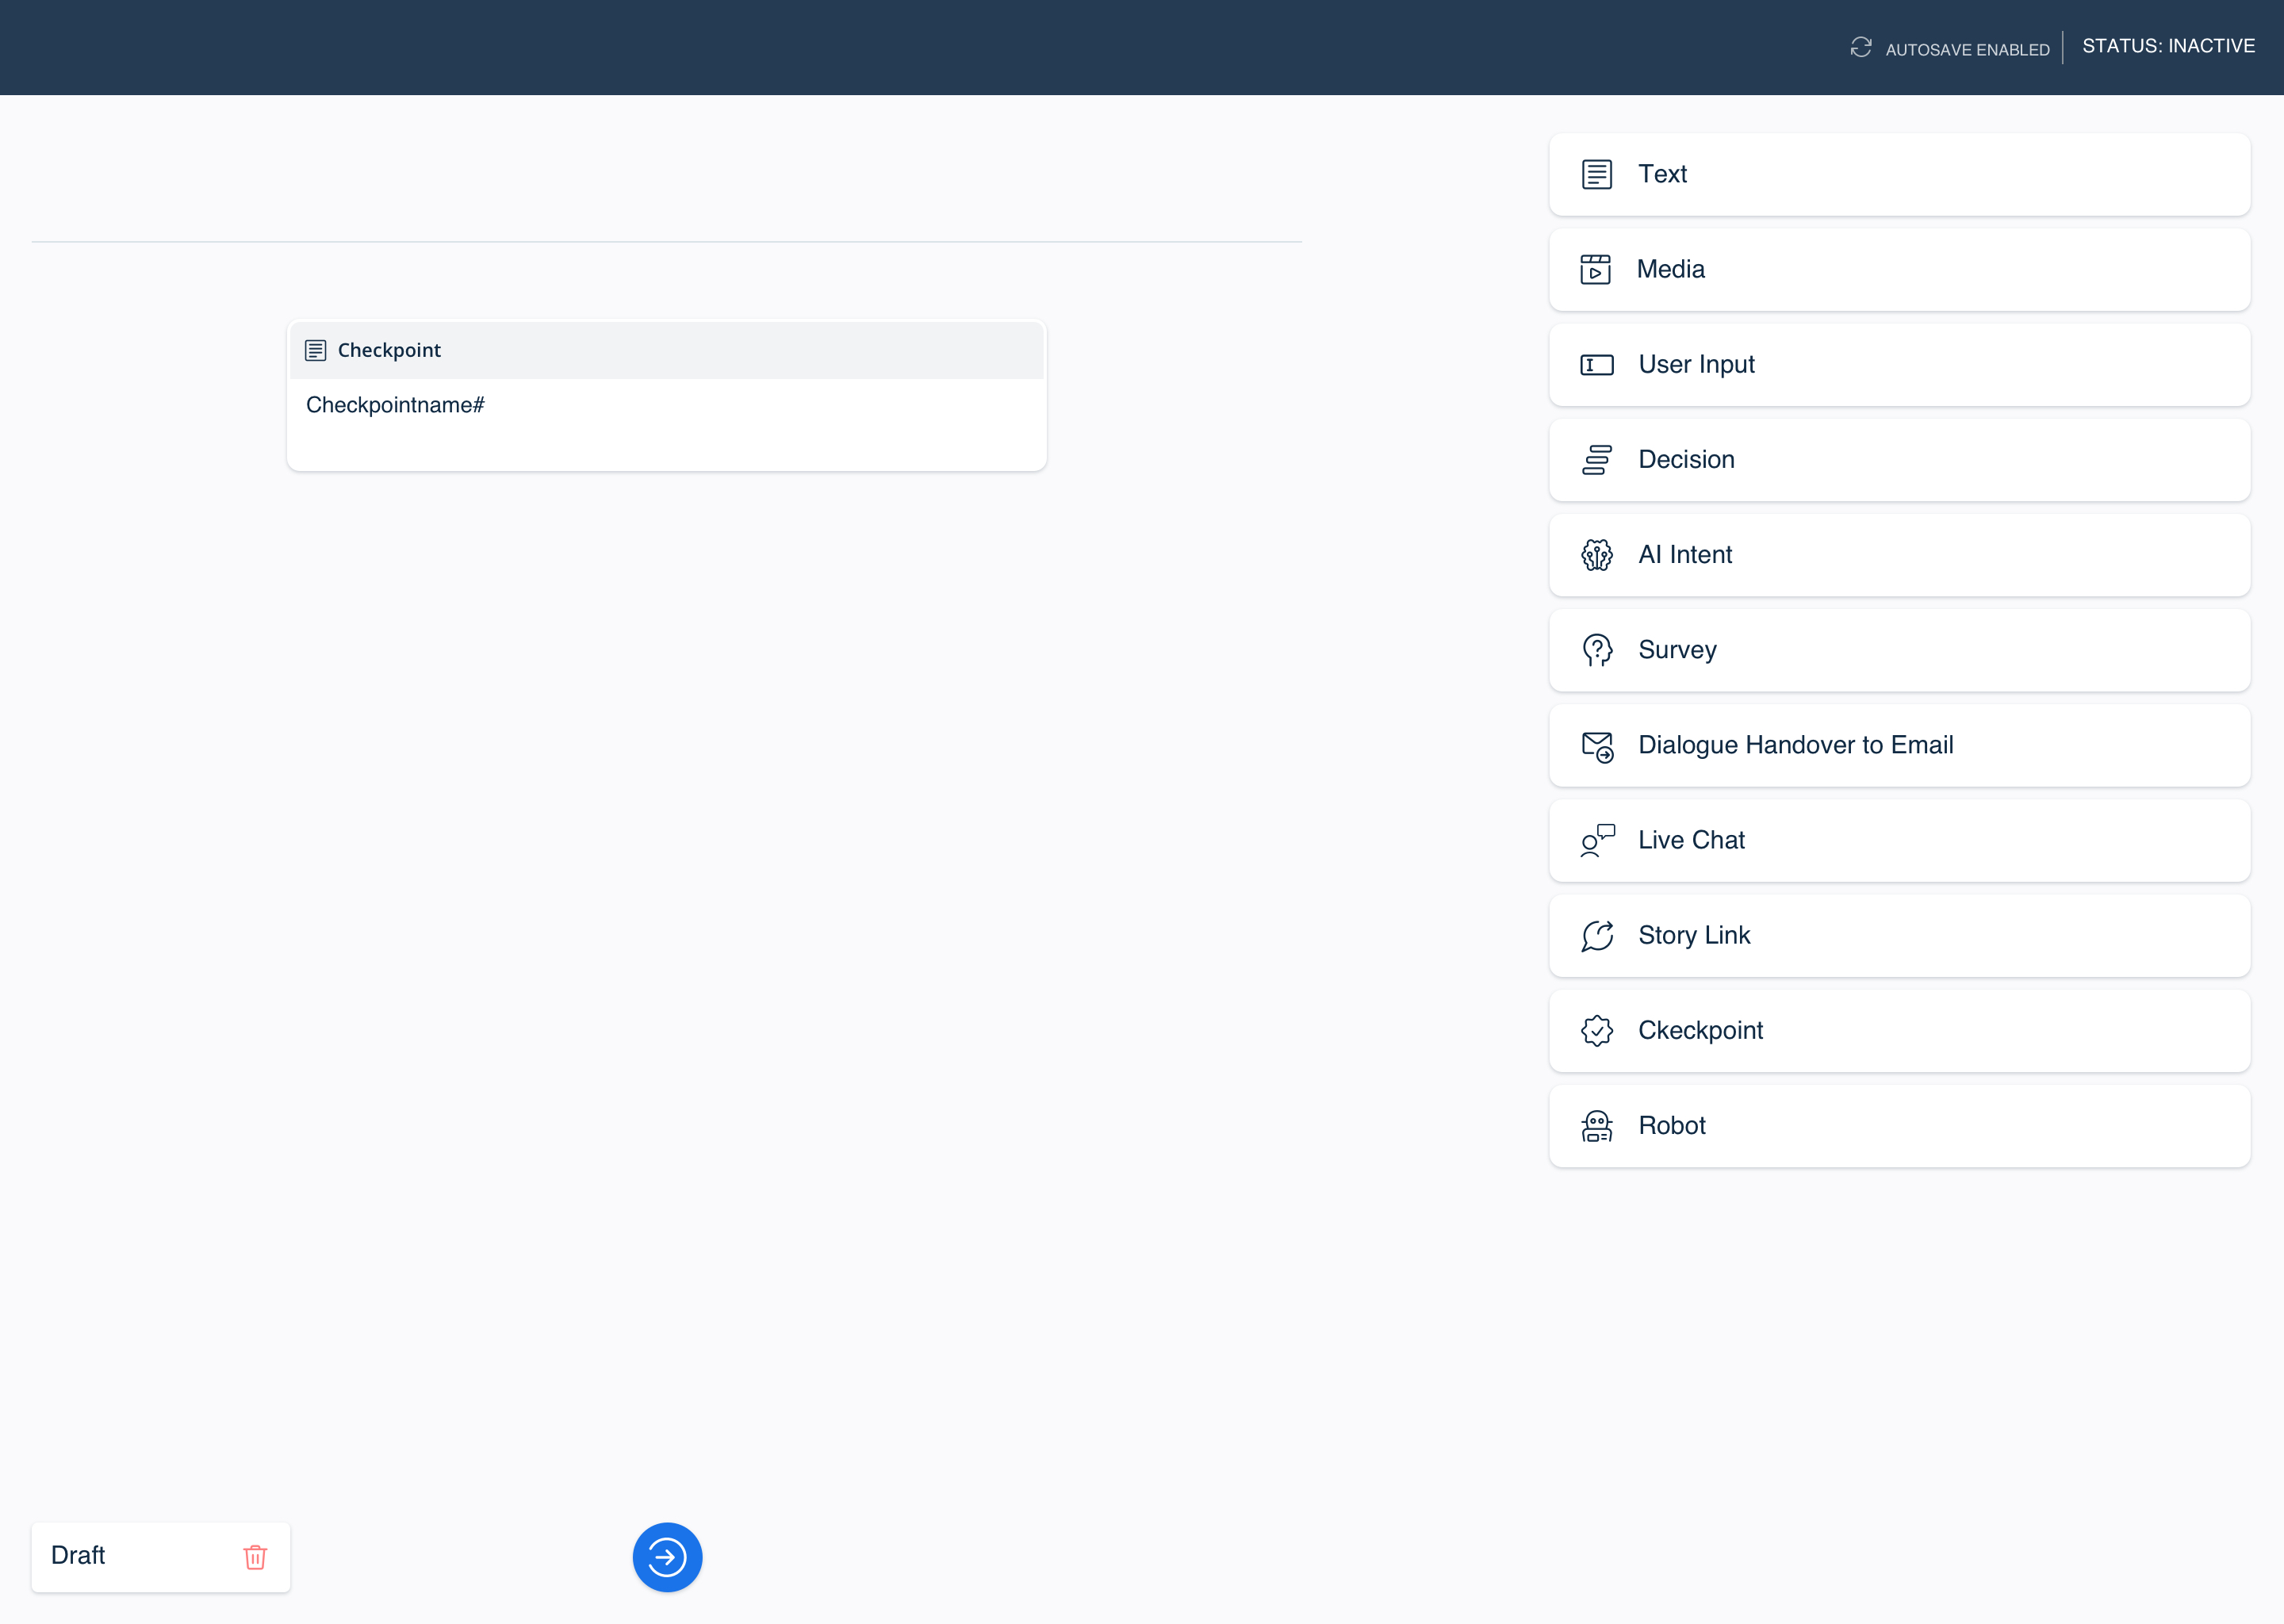 AUTOSAVE ENABLED
STATUS: INACTIVE
Checkpoint
Checkpointname#
Text
Media
User Input
Decision
AI Intent
Survey
Dialogue Handover to Email
Live Chat
Story Link
Ckeckpoint
Robot
Draft